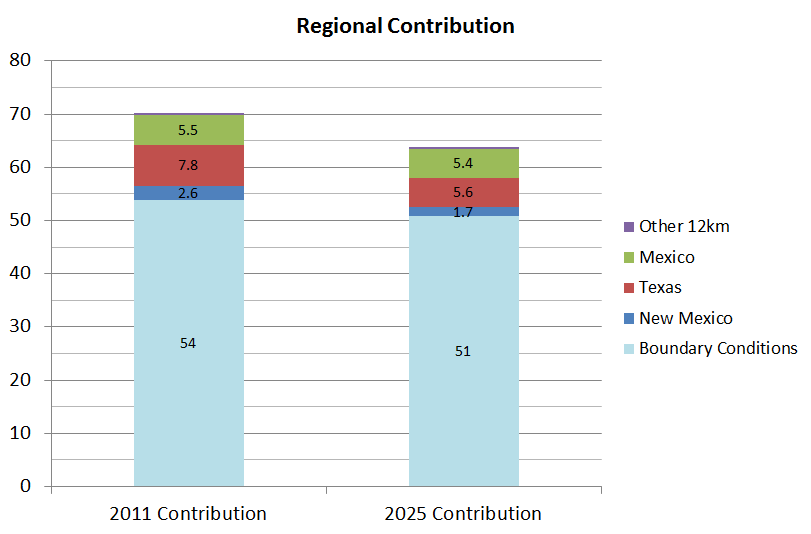 Regional Contribution
80
70
60
50
40
30
20
10
0
5.5
7.8
2.6
54
5.4
5.6
1.7
51
2011 Contribution
2025 Contribution
Other 12km
Mexico
Texas
New Mexico
Boundary Conditions